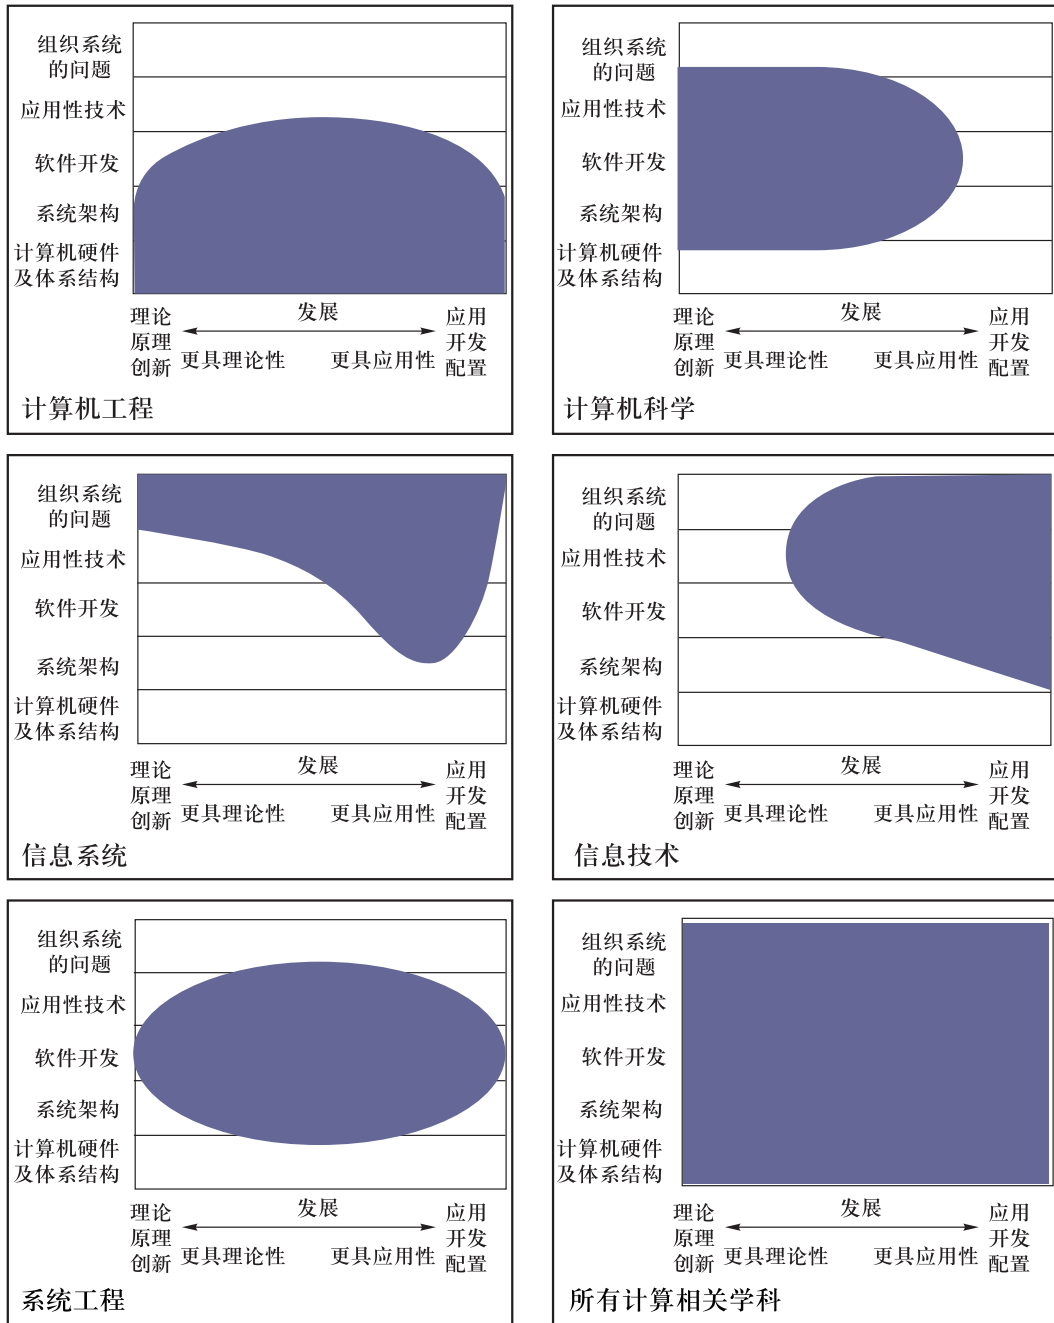 组织系统
的问题
应用性技术
软件开发
系统架构
计算机硬件
及体系结构
理论
原理
创新
发展
更具理论性
更具应用性
应用
开发
配置
计算机工程
组织系统
的问题
应用性技术
软件开发
系统架构
计算机硬件
及体系结构
理论
原理
创新
发展
更具理论性
更具应用性
应用
开发
配置
计算机科学
组织系统
的问题
应用性技术
软件开发
系统架构
计算机硬件
及体系结构
理论
原理
创新
发展
更具理论性
更具应用性
应用
开发
配置
信息系统
组织系统
的问题
应用性技术
软件开发
系统架构
计算机硬件
及体系结构
理论
原理
创新
发展
更具理论性
更具应用性
应用
开发
配置
信息技术
组织系统
的问题
应用性技术
软件开发
系统架构
计算机硬件
及体系结构
理论
原理
创新
发展
更具理论性
更具应用性
应用
开发
配置
系统工程
组织系统
的问题
应用性技术
软件开发
系统架构
计算机硬件
及体系结构
理论
原理
创新
发展
更具理论性
更具应用性
应用
开发
配置
所有计算相关学科